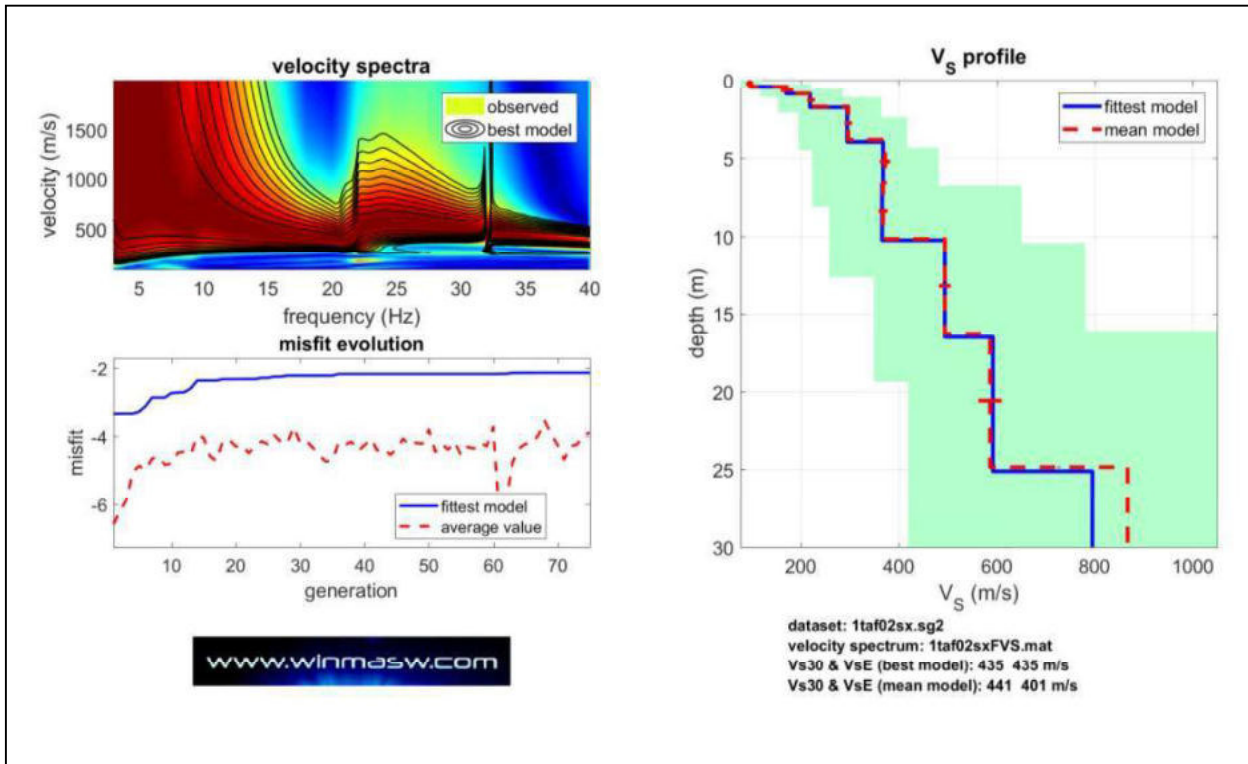 velocity spectra
observed
best model
velocity (m/s)
1500
1000
500
5 10 15 20 25 30 35 40
frequency (Hz)
misfit evolution
-2
-4
-6
misfit
fittest model
average value
10 20 30 40 50 60 70
generation
www.winmasw.com
VS profile
fittest model
mean model
0
5
10
15
20
25
30
depth (m)
200 400 600 800 1000
VS (m/s)
dataset: 1taf02sx.sg2
velocity spectrum: 1taf02sxFVS.mat
Vs30 & VsE (best model): 435 435 m/s
Vs30 & VsE (mean model): 441 401 m/s